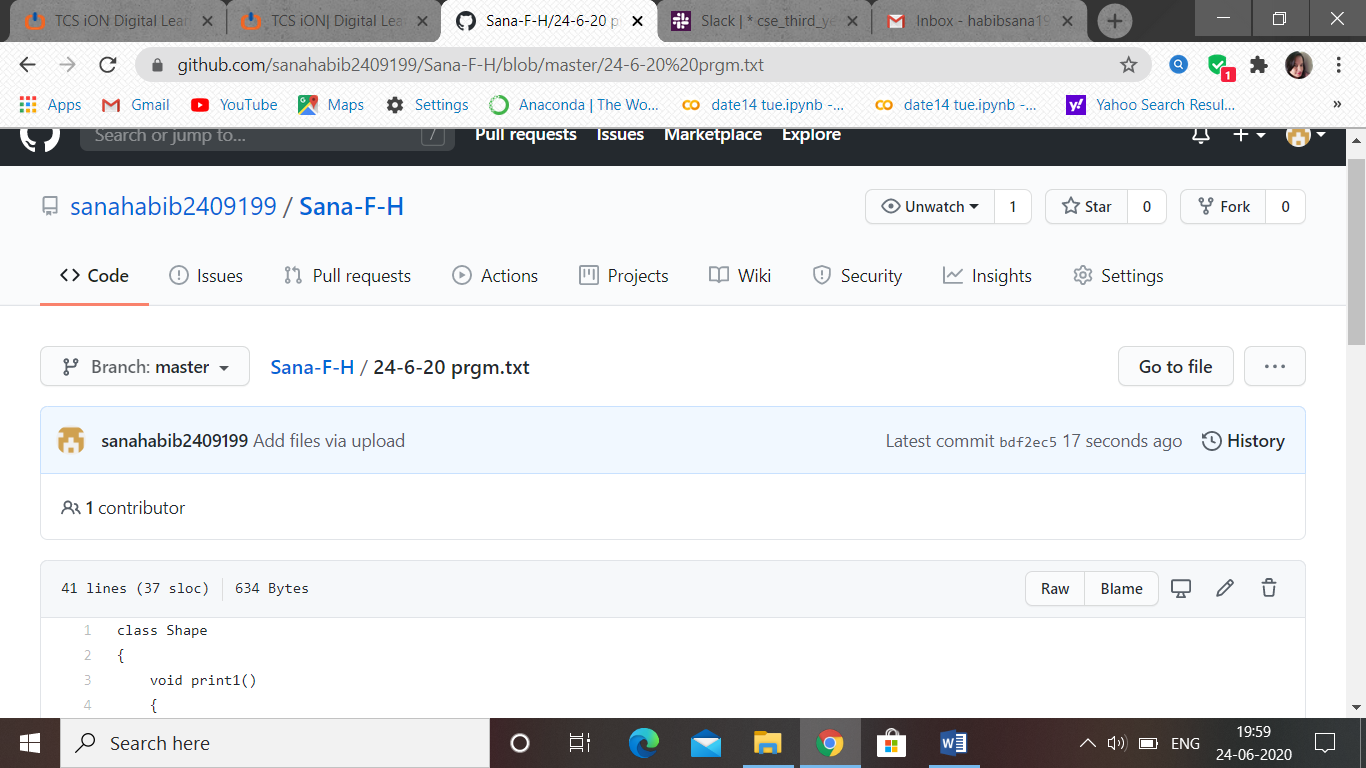 TCS iON Digital Lea
TCS iON| Digital Lea
Sana-F-H/24-6-20 p
Slack | * cse_third_ye
Inbox - habibsana19
github.com/sanahabib2409199/Sana-F-H/blob/master/24-6-20%20prgm.txt
1
Apps Gmail YouTube Maps Settings Anaconda | The Wo... date14 tue.ipynb -... date14 tue.ipynb -... Yahoo Search Resul... »
Search or jump to... / Pull requests Issues Marketplace Explore
sanahabib2409199 / Sana-F-H Unwatch 1 Star 0 Fork 0
Code Issues Pull requests Actions Projects Wiki Security Insights Settings
Branch: master Sana-F-H / 24-6-20 prgm.txt Go to file ...
sanahabib2409199 Add files via upload Latest commit bdf2ec5 17 seconds ago History
1 contributor
41 lines (37 sloc) 634 Bytes Raw Blame
1 class Shape
2 {
3 void print1()
4 {
Search here ENG 19:59
24-06-2020